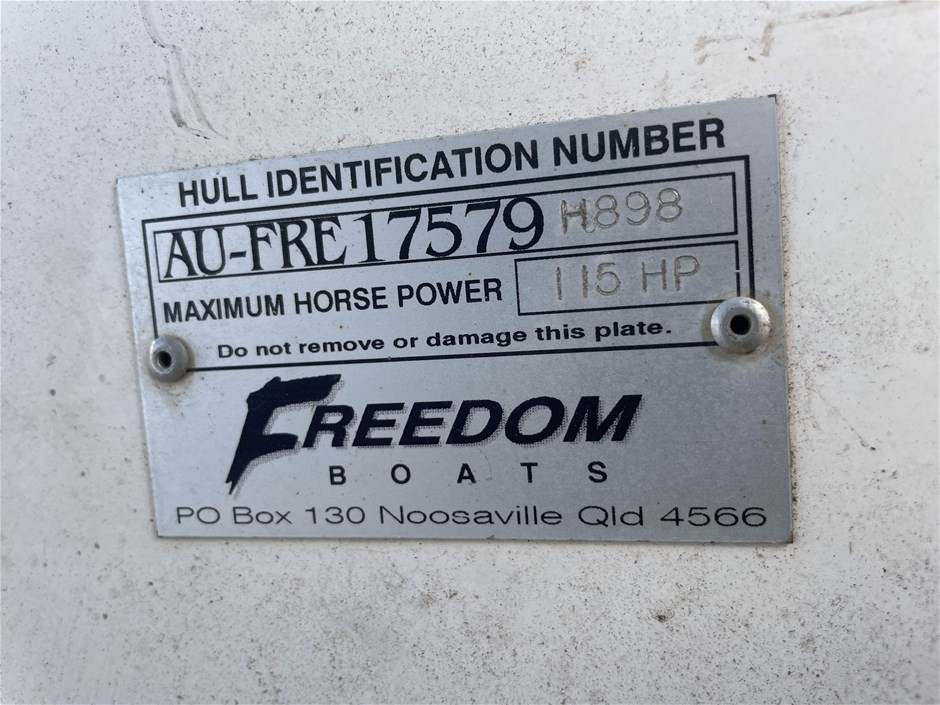 HULL IDENTIFICATION NUMBER
AU-FRE17579 H898
MAXIMUM HORSE POWER 115 HP
Do not remove or damage this plate.
FREEDOM
BOATS
PO Box 130 Noosaville Qld 4566